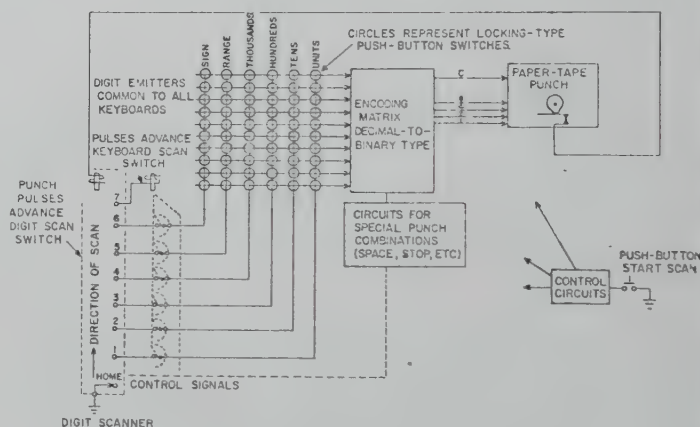 SIGN
RANGE
THOUSANDS
HUNDREDS
TENS
UNITS
CIRCLES REPRESENT LOCKING-TYPE
PUSH-BUTTON SWITCHES.
DIGIT EMITTERS
COMMON TO ALL
KEYBOARDS
PULSES ADVANCE
KEYBOARD SCAN
SWITCH
ENCODING
MATRIX
DECIMAL-TO-
BINARY TYPE
C
PAPER-TAPE
PUNCH
PUNCH
PULSES
ADVANCE
DIGIT SCAN
SWITCH
DIRECTION OF SCAN
7
6
5
4
3
2
1
HOME
CIRCUITS FOR
SPECIAL PUNCH
COMBINATIONS
(SPACE, STOP, ETC)
CONTROL
CIRCUITS
PUSH-BUTTON
START SCAN
CONTROL SIGNALS
DIGIT SCANNER